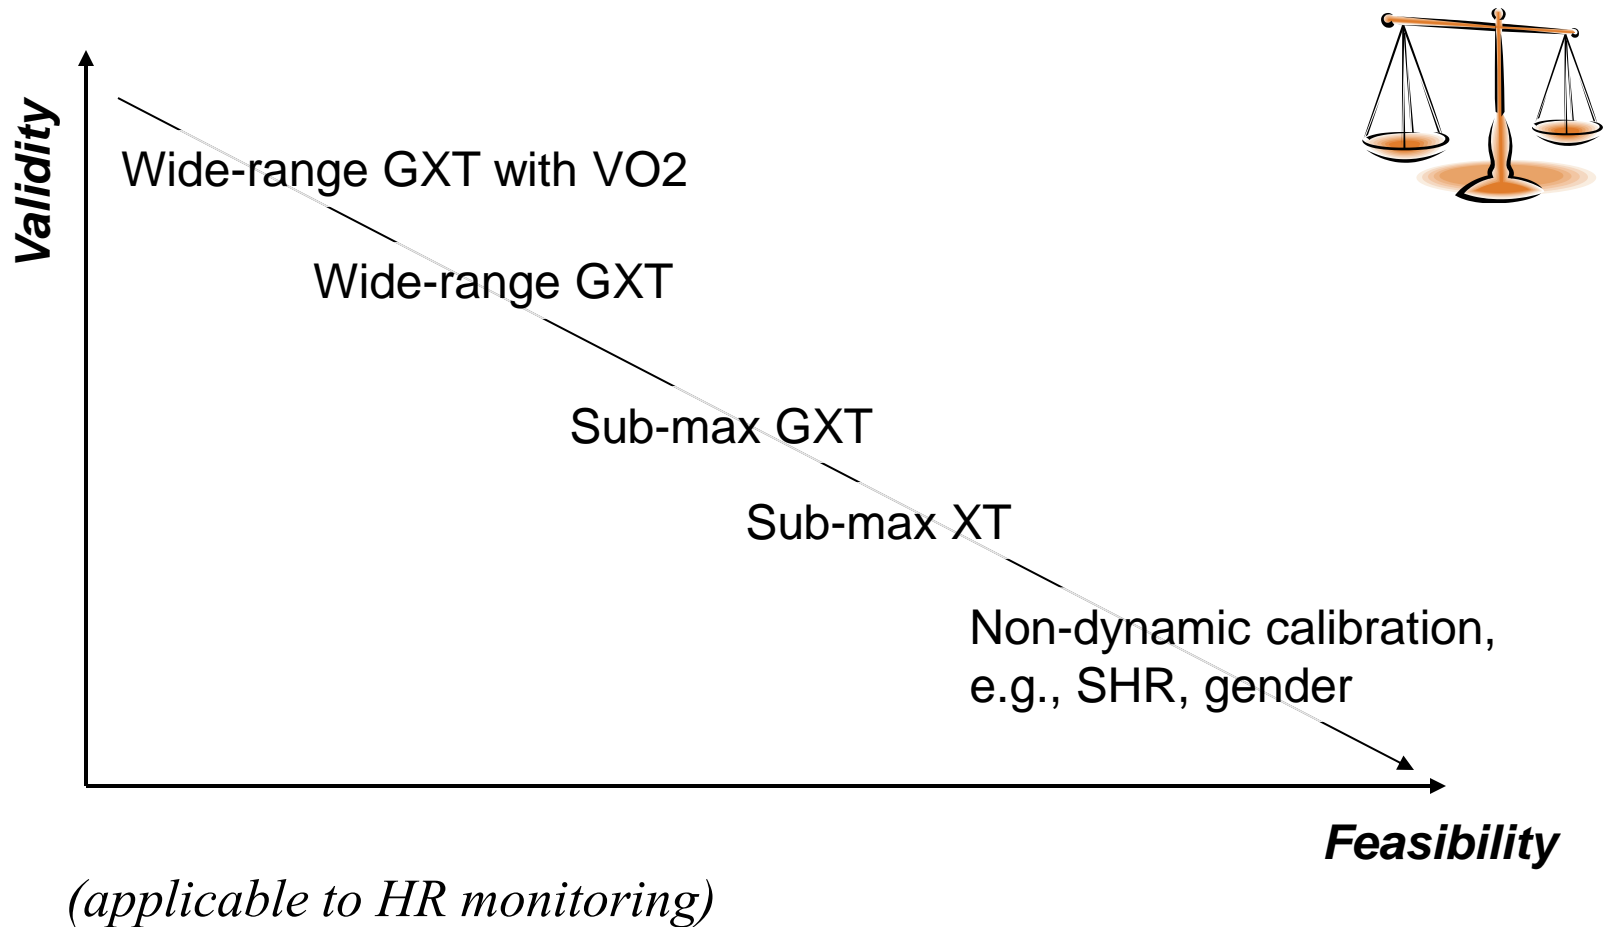 Validity
Wide-range GXT with VO2
Wide-range GXT
Sub-max GXT
Sub-max XT
Non-dynamic calibration,
e.g., SHR, gender
Feasibility
(applicable to HR monitoring)